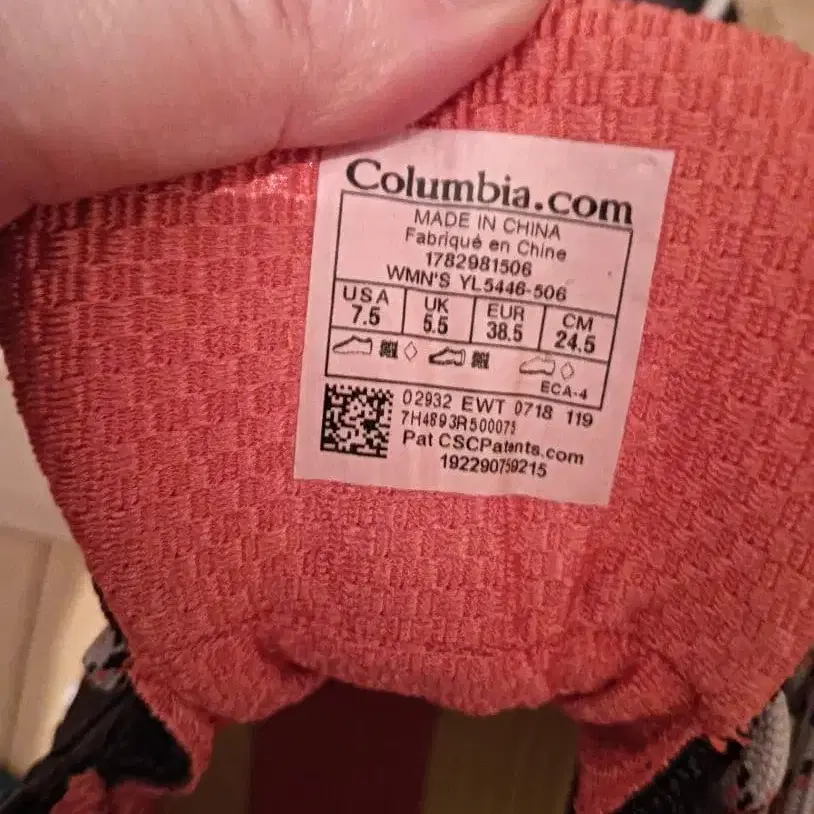 Columbia.com
MADE IN CHINA
Fabriqué en Chine
1782981506
WMN'S YL5446-506
USA UK EUR CM
7.5 5.5 38.5 24.5
ECA-4
02932 EWT 0718 119
7H4893R500075
Pat CSCPatents.com
192290759215